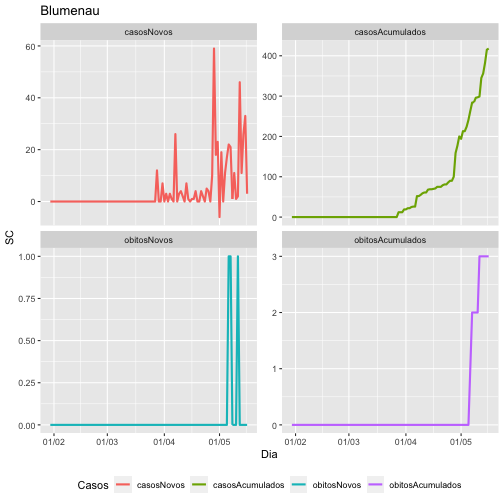 Blumenau
casosNovos
casosAcumulados
60
40
20
0
400
300
200
100
0
SC
obitosNovos
obitosAcumulados
1.00
0.75
0.50
0.25
0.00
3
2
1
0
01/02 01/03 01/04 01/05
01/02 01/03 01/04 01/05
Dia
Casos casosNovos casosAcumulados obitosNovos obitosAcumulados